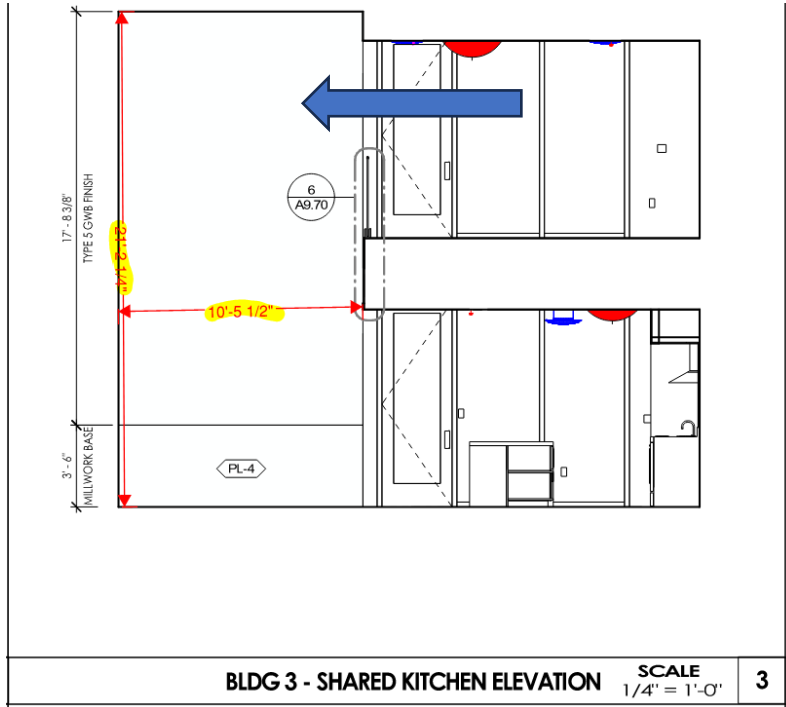 17' - 8 3/8"
TYPE 5 GWB FINISH
21'-2 1/4"
6
A9.70
10'-5 1/2"
3' - 6"
MILLWORK BASE
PL-4
BLDG 3 - SHARED KITCHEN ELEVATION
SCALE
1/4" = 1'-0"
3